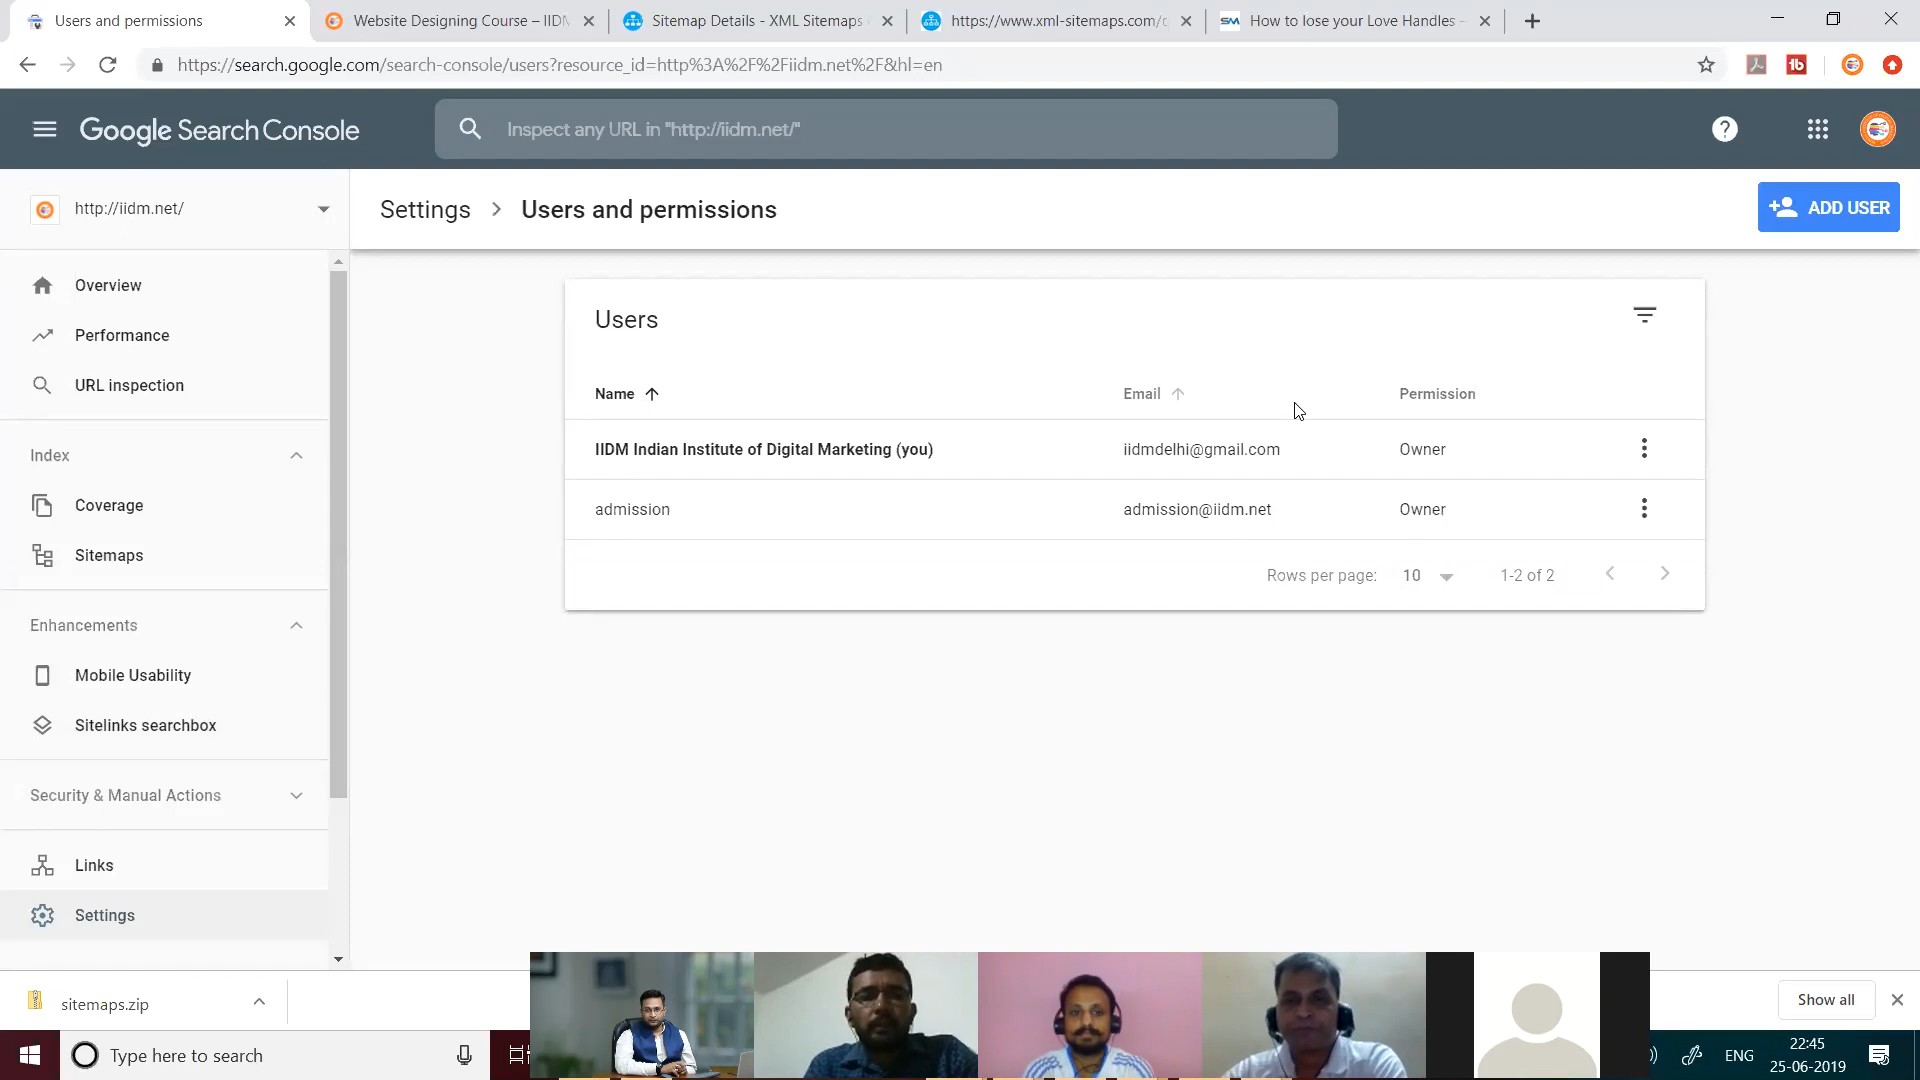 Users and permissions
Website Designing Course – IIDM
Sitemap Details - XML Sitemaps
https://www.xml-sitemaps.com/
How to lose your Love Handles –
https://search.google.com/search-console/users?resource_id=http%3A%2F%2Fiidm.net%2F&hl=en
Google Search Console
Inspect any URL in "http://iidm.net/"
http://iidm.net/
Settings > Users and permissions
ADD USER
Overview
Performance
URL inspection
Index
Coverage
Sitemaps
Enhancements
Mobile Usability
Sitelinks searchbox
Security & Manual Actions
Links
Settings
Users
Name Email Permission
IIDM Indian Institute of Digital Marketing (you) iidmdelhi@gmail.com Owner
admission admission@iidm.net Owner
Rows per page: 10 1-2 of 2
sitemaps.zip
Show all
Type here to search
ENG
22:45
25-06-2019